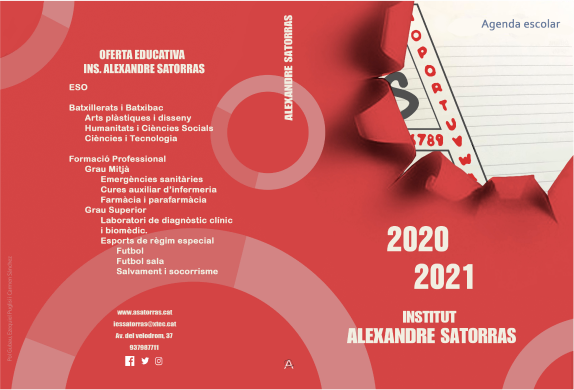 OFERTA EDUCATIVA
INS. ALEXANDRE SATORRAS
ESO
Batxillerats i Batxibac
Arts plàstiques i disseny
Humanitats i Ciències Socials
Ciències i Tecnologia
Formació Professional
Grau Mitjà
Emergències sanitàries
Cures auxiliar d'infermeria
Farmàcia i parafarmàcia
Grau Superior
Laboratori de diagnòstic clínic
i biomèdic.
Esports de règim especial
Futbol
Futbol sala
Salvament i socorrisme
www.asatorras.cat
iessatorras@xtec.cat
Av. del velòdrom, 37
937987711
ALEXANDRE SATORRAS
Agenda escolar
OPQRTUVW
S
6789
2020
2021
INSTITUT
ALEXANDRE SATORRAS
A